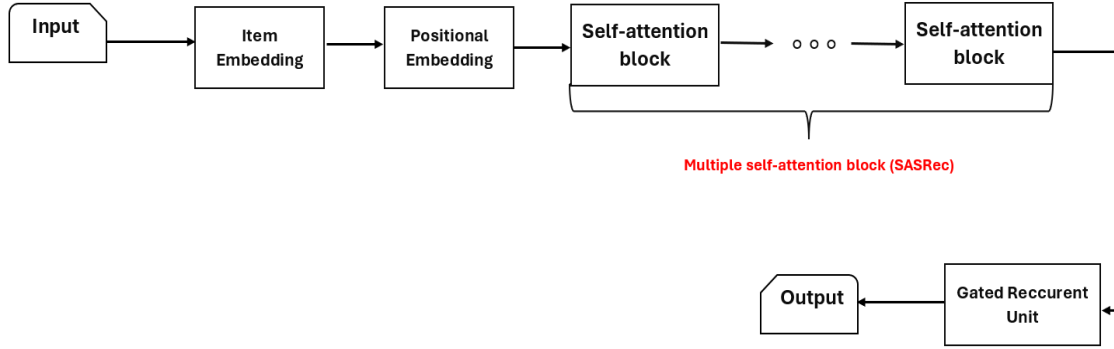 Input
Item
Embedding
Positional
Embedding
Self-attention
block
Self-attention
block
Multiple self-attention block (SASRec)
Output
Gated Reccurent
Unit